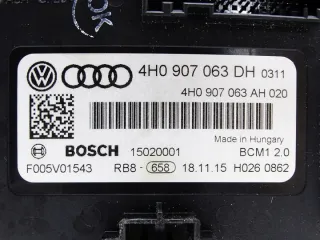 OK
4H0 907 063 DH 0311
4H0 907 063 AH 020
Made in Hungary
BOSCH 15020001 BCM1 2.0
F005V01543 RB8 - 658 18.11.15 H026 0862